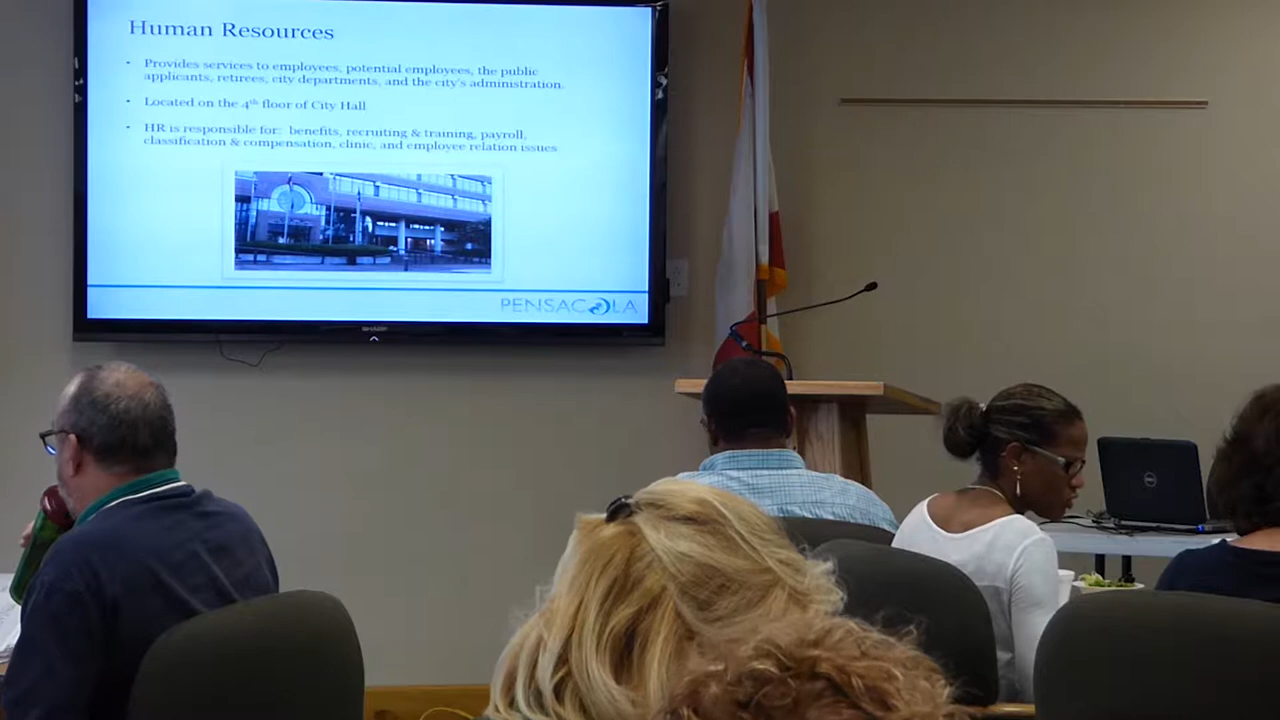 Human Resources
Provides services to employees, potential employees, the public
applicants, retirees, city departments, and the city's administration.
Located on the 4th floor of City Hall
HR is responsible for: benefits, recruiting & training, payroll,
classification & compensation, clinic, and employee relation issues
PENSACOLA
SHARP
DELL